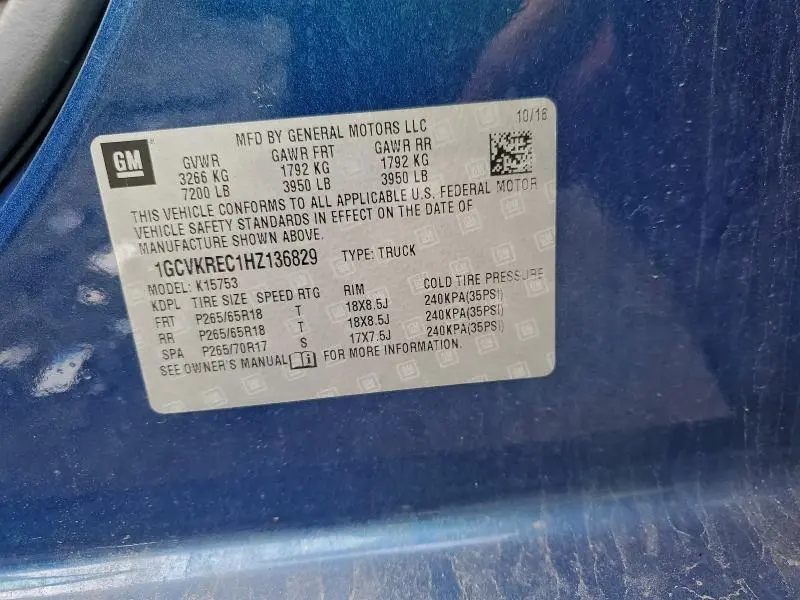 10/16
MFD BY GENERAL MOTORS LLC
GM
GVWR GAWR FRT GAWR RR
3266 KG 1792 KG 1792 KG
7200 LB 3950 LB 3950 LB
THIS VEHICLE CONFORMS TO ALL APPLICABLE U.S. FEDERAL MOTOR
VEHICLE SAFETY STANDARDS IN EFFECT ON THE DATE OF
MANUFACTURE SHOWN ABOVE.
1GCVKREC1HZ136829 TYPE: TRUCK
MODEL: K15753
KDPL TIRE SIZE SPEED RTG RIM COLD TIRE PRESSURE
FRT P265/65R18 T 18X8.5J 240KPA(35PSI)
RR P265/65R18 T 18X8.5J 240KPA(35PSI)
SPA P265/70R17 S 17X7.5J 240KPA(35PSI)
SEE OWNER'S MANUAL FOR MORE INFORMATION.